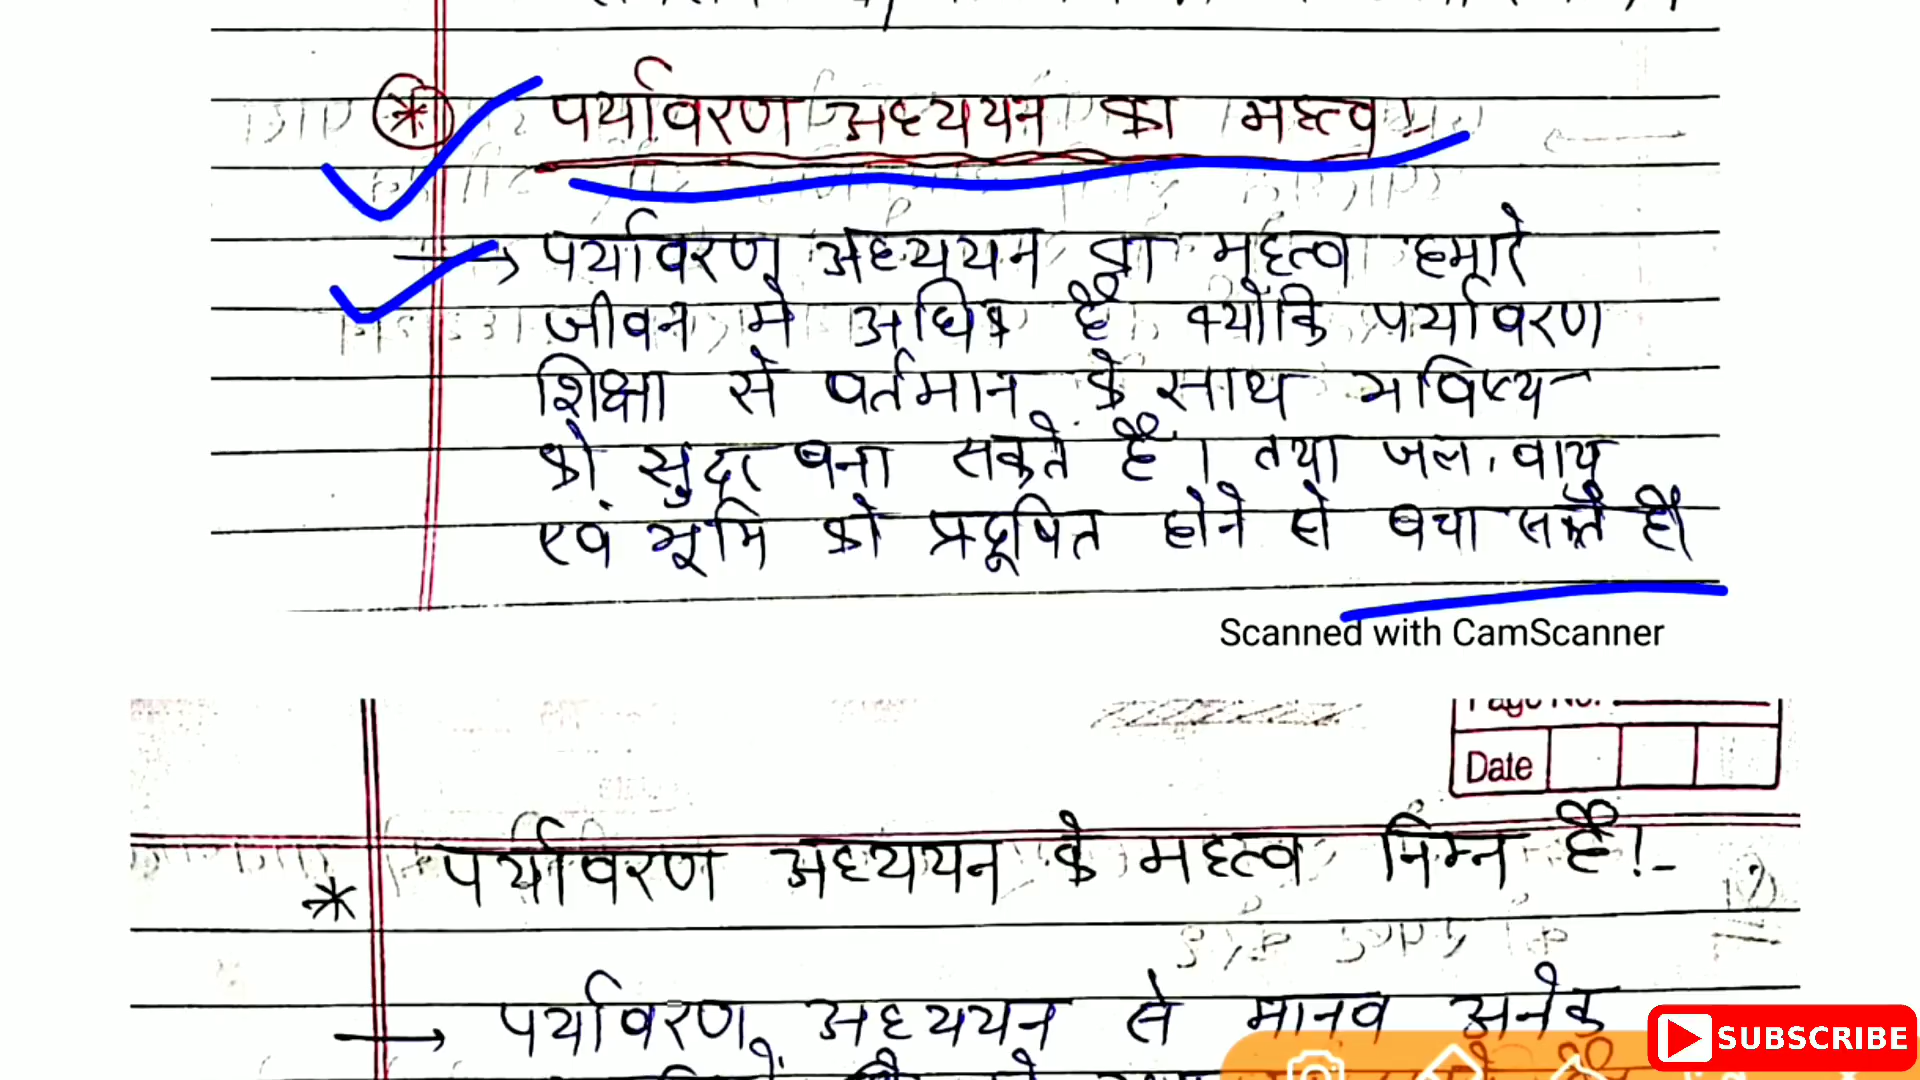 पर्यावरण अध्ययन का महत्व
→ पर्यावरण अध्ययन का महत्व हमारे
जीवन में अधिक है क्योंकि पर्यावरण
शिक्षा से वर्तमान के साथ भविष्य
को सुदृढ़ बना सकते हैं। तथा जल, वायु
एवं भूमि को प्रदूषित होने से बचा सकते हैं।
Scanned with CamScanner
Page No.
Date
* पर्यावरण अध्ययन के महत्व निम्न हैं:-
→ पर्यावरण अध्ययन से मानव अनेक
SUBSCRIBE